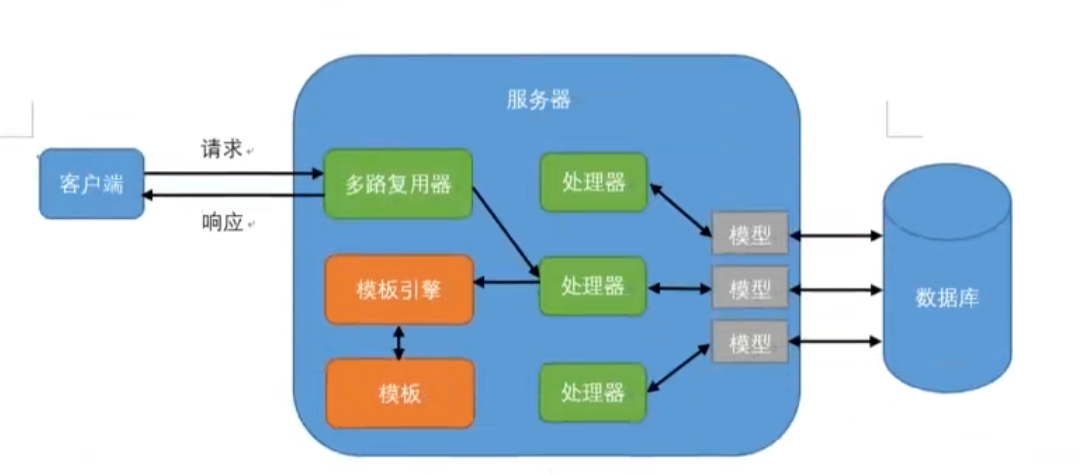 服务器
请求
客户端
多路复用器
处理器
响应
模型
模板引擎
处理器
模型
数据库
模型
模板
处理器